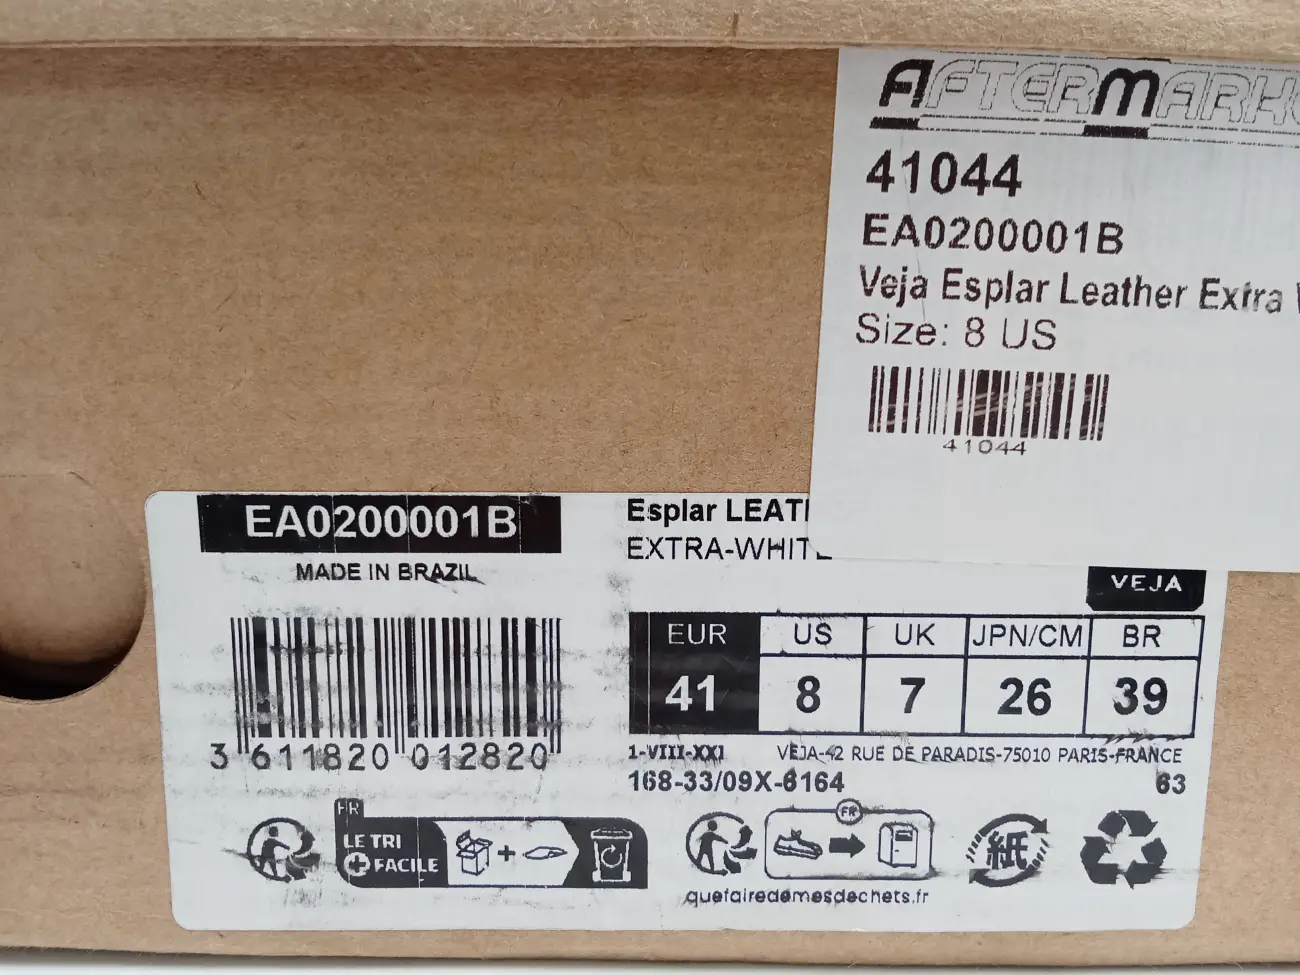 AFTERMARK
41044
EA0200001B
Veja Esplar Leather Extra
Size: 8 US
41044
EA0200001B
MADE IN BRAZIL
Esplar LEAT
EXTRA-WHITE
VEJA
EUR US UK JPN/CM BR
41 8 7 26 39
3 611820 012820
1-VIII-XXI VEJA-42 RUE DE PARADIS-75010 PARIS-FRANCE
168-33/09X-6164 63
FR
LE TRI
+ FACILE
+
FR
紙
quefairedemesdechets.fr